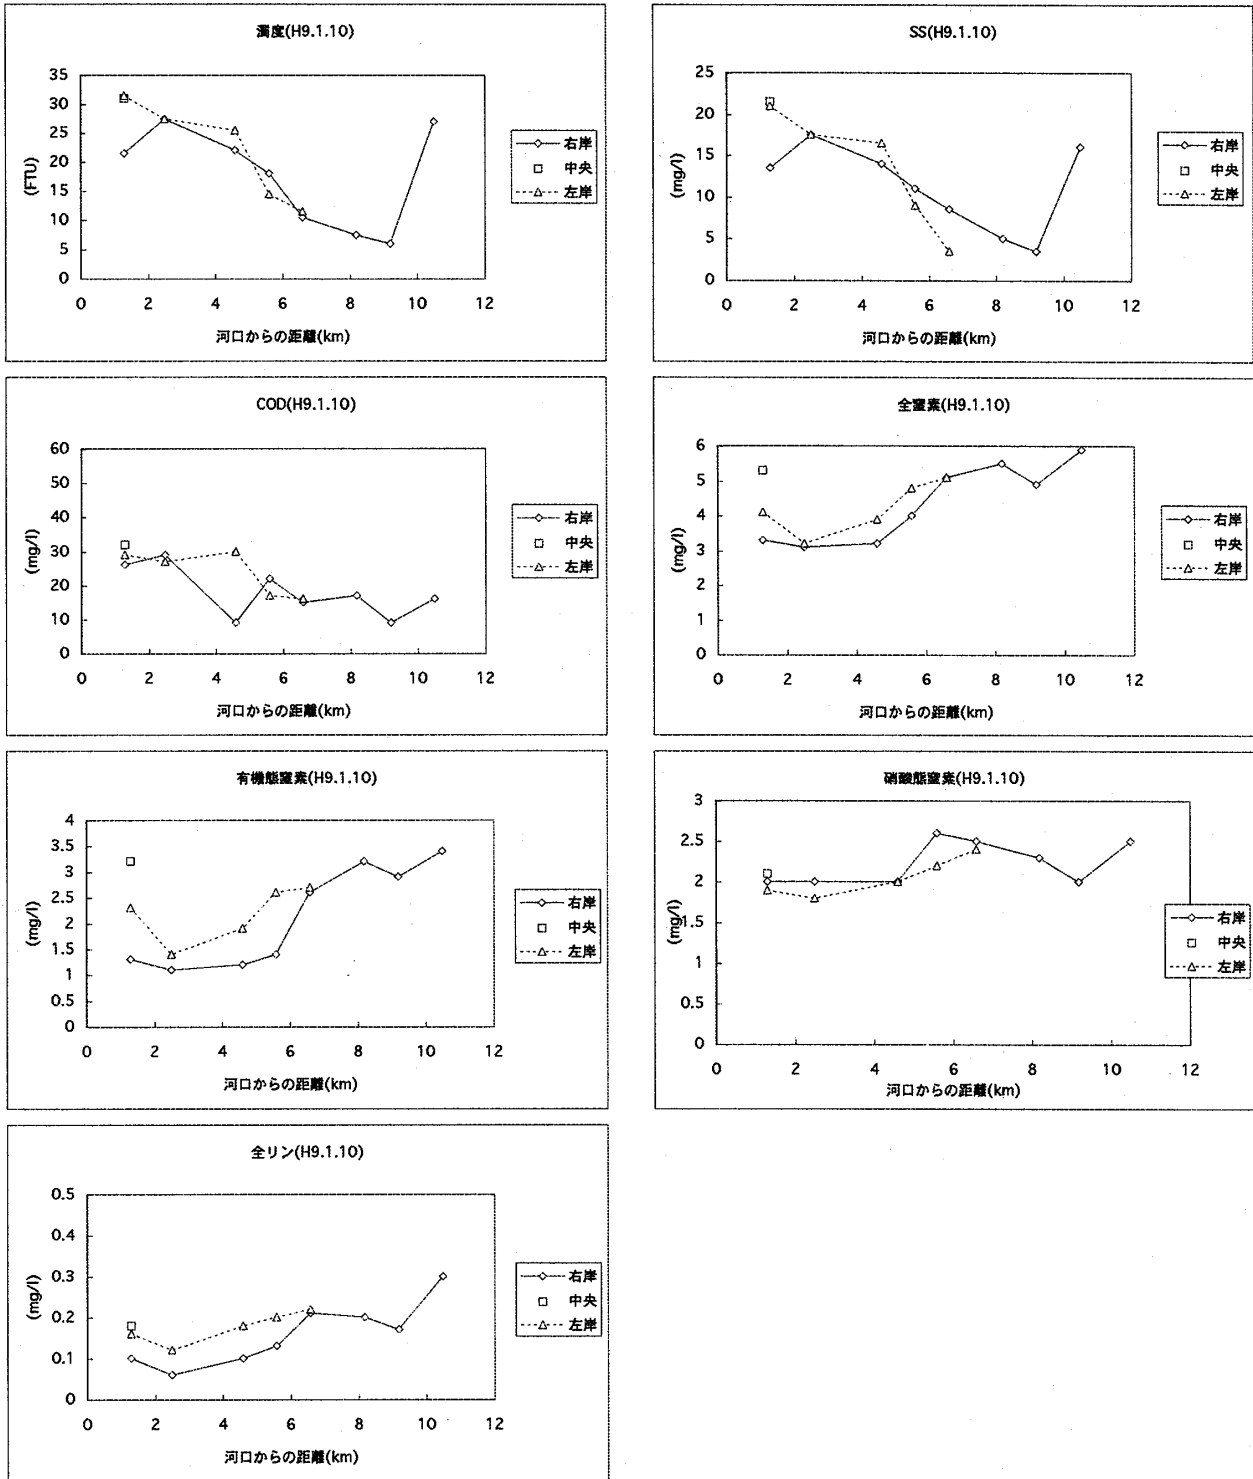 濁度(H9.1.10)
35
30
25
20
15
10
5
0
(FTU)
0 2 4 6 8 10 12
河口からの距離(km)
右岸
中央
左岸
SS(H9.1.10)
25
20
15
10
5
0
(mg/l)
0 2 4 6 8 10 12
河口からの距離(km)
右岸
中央
左岸
COD(H9.1.10)
60
50
40
30
20
10
0
(mg/l)
0 2 4 6 8 10 12
河口からの距離(km)
右岸
中央
左岸
全窒素(H9.1.10)
6
5
4
3
2
1
0
(mg/l)
0 2 4 6 8 10 12
河口からの距離(km)
右岸
中央
左岸
有機態窒素(H9.1.10)
4
3.5
3
2.5
2
1.5
1
0.5
0
(mg/l)
0 2 4 6 8 10 12
河口からの距離(km)
右岸
中央
左岸
硝酸態窒素(H9.1.10)
3
2.5
2
1.5
1
0.5
0
(mg/l)
0 2 4 6 8 10 12
河口からの距離(km)
右岸
中央
左岸
全リン(H9.1.10)
0.5
0.4
0.3
0.2
0.1
0
(mg/l)
0 2 4 6 8 10 12
河口からの距離(km)
右岸
中央
左岸